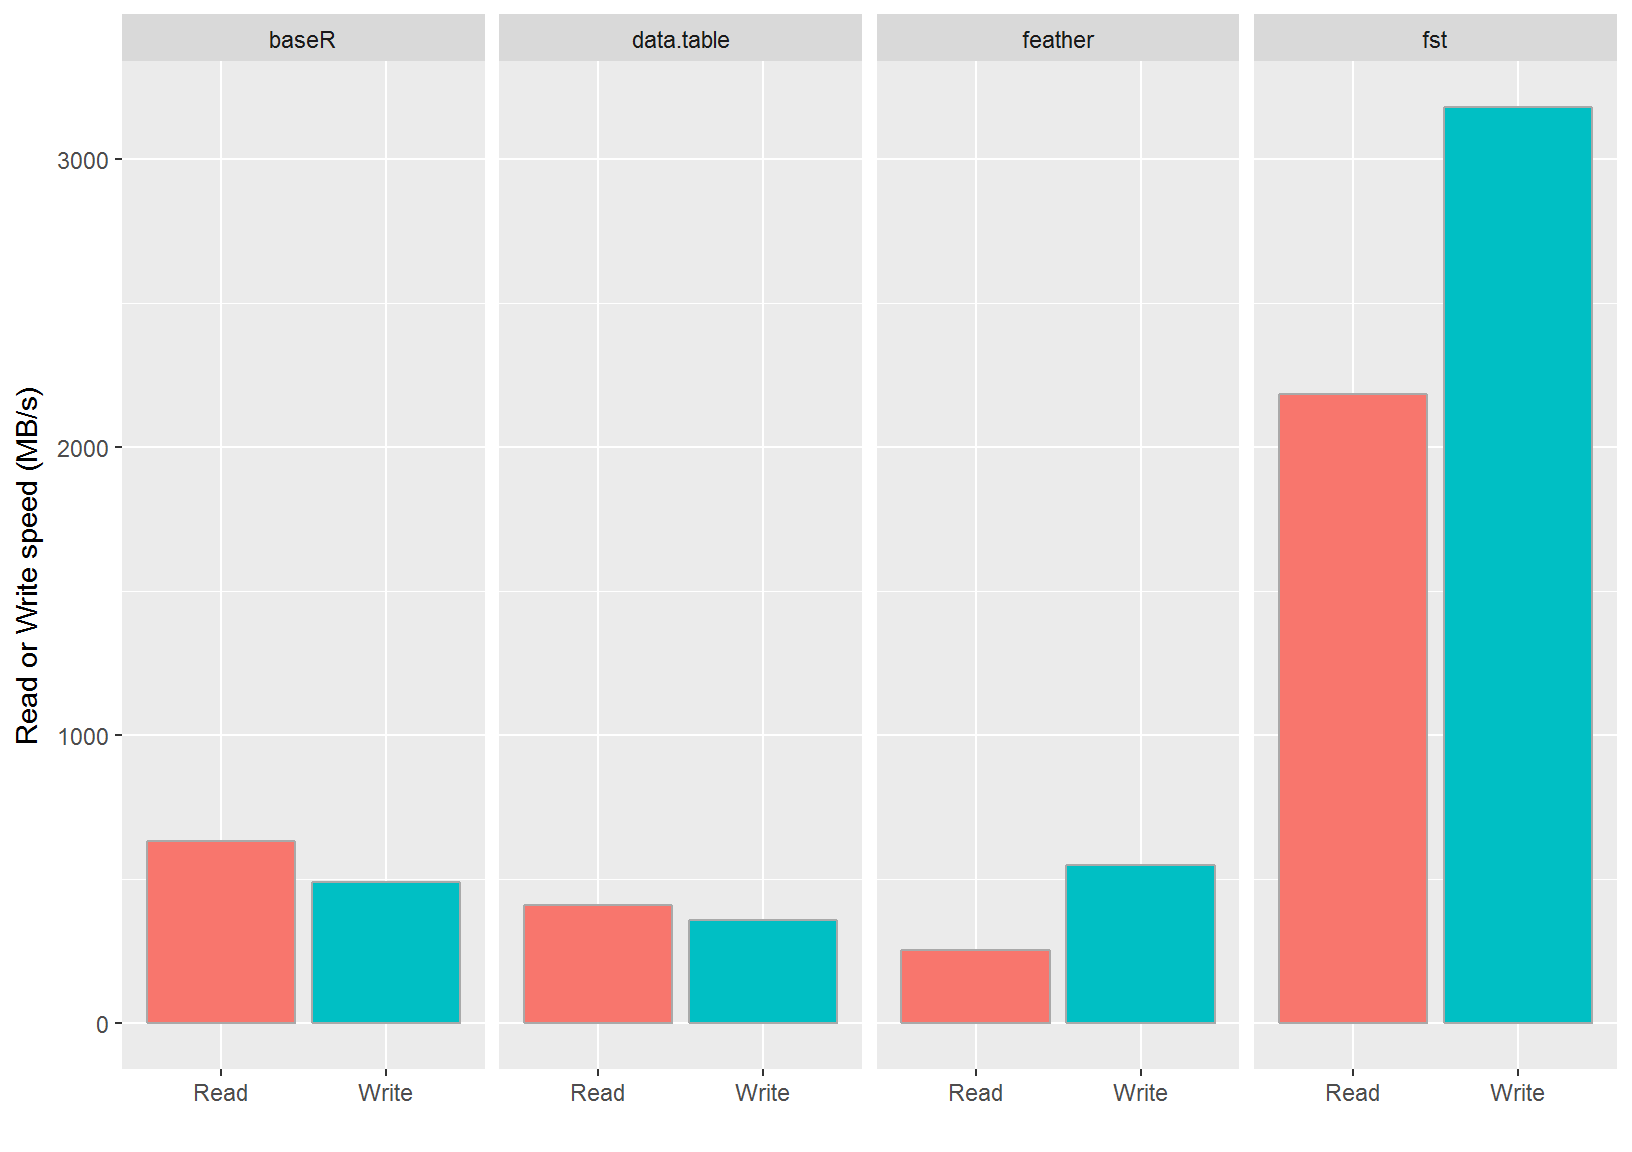 baseR
data.table
feather
fst
Read or Write speed (MB/s)
3000
2000
1000
0
Read Write
Read Write
Read Write
Read Write